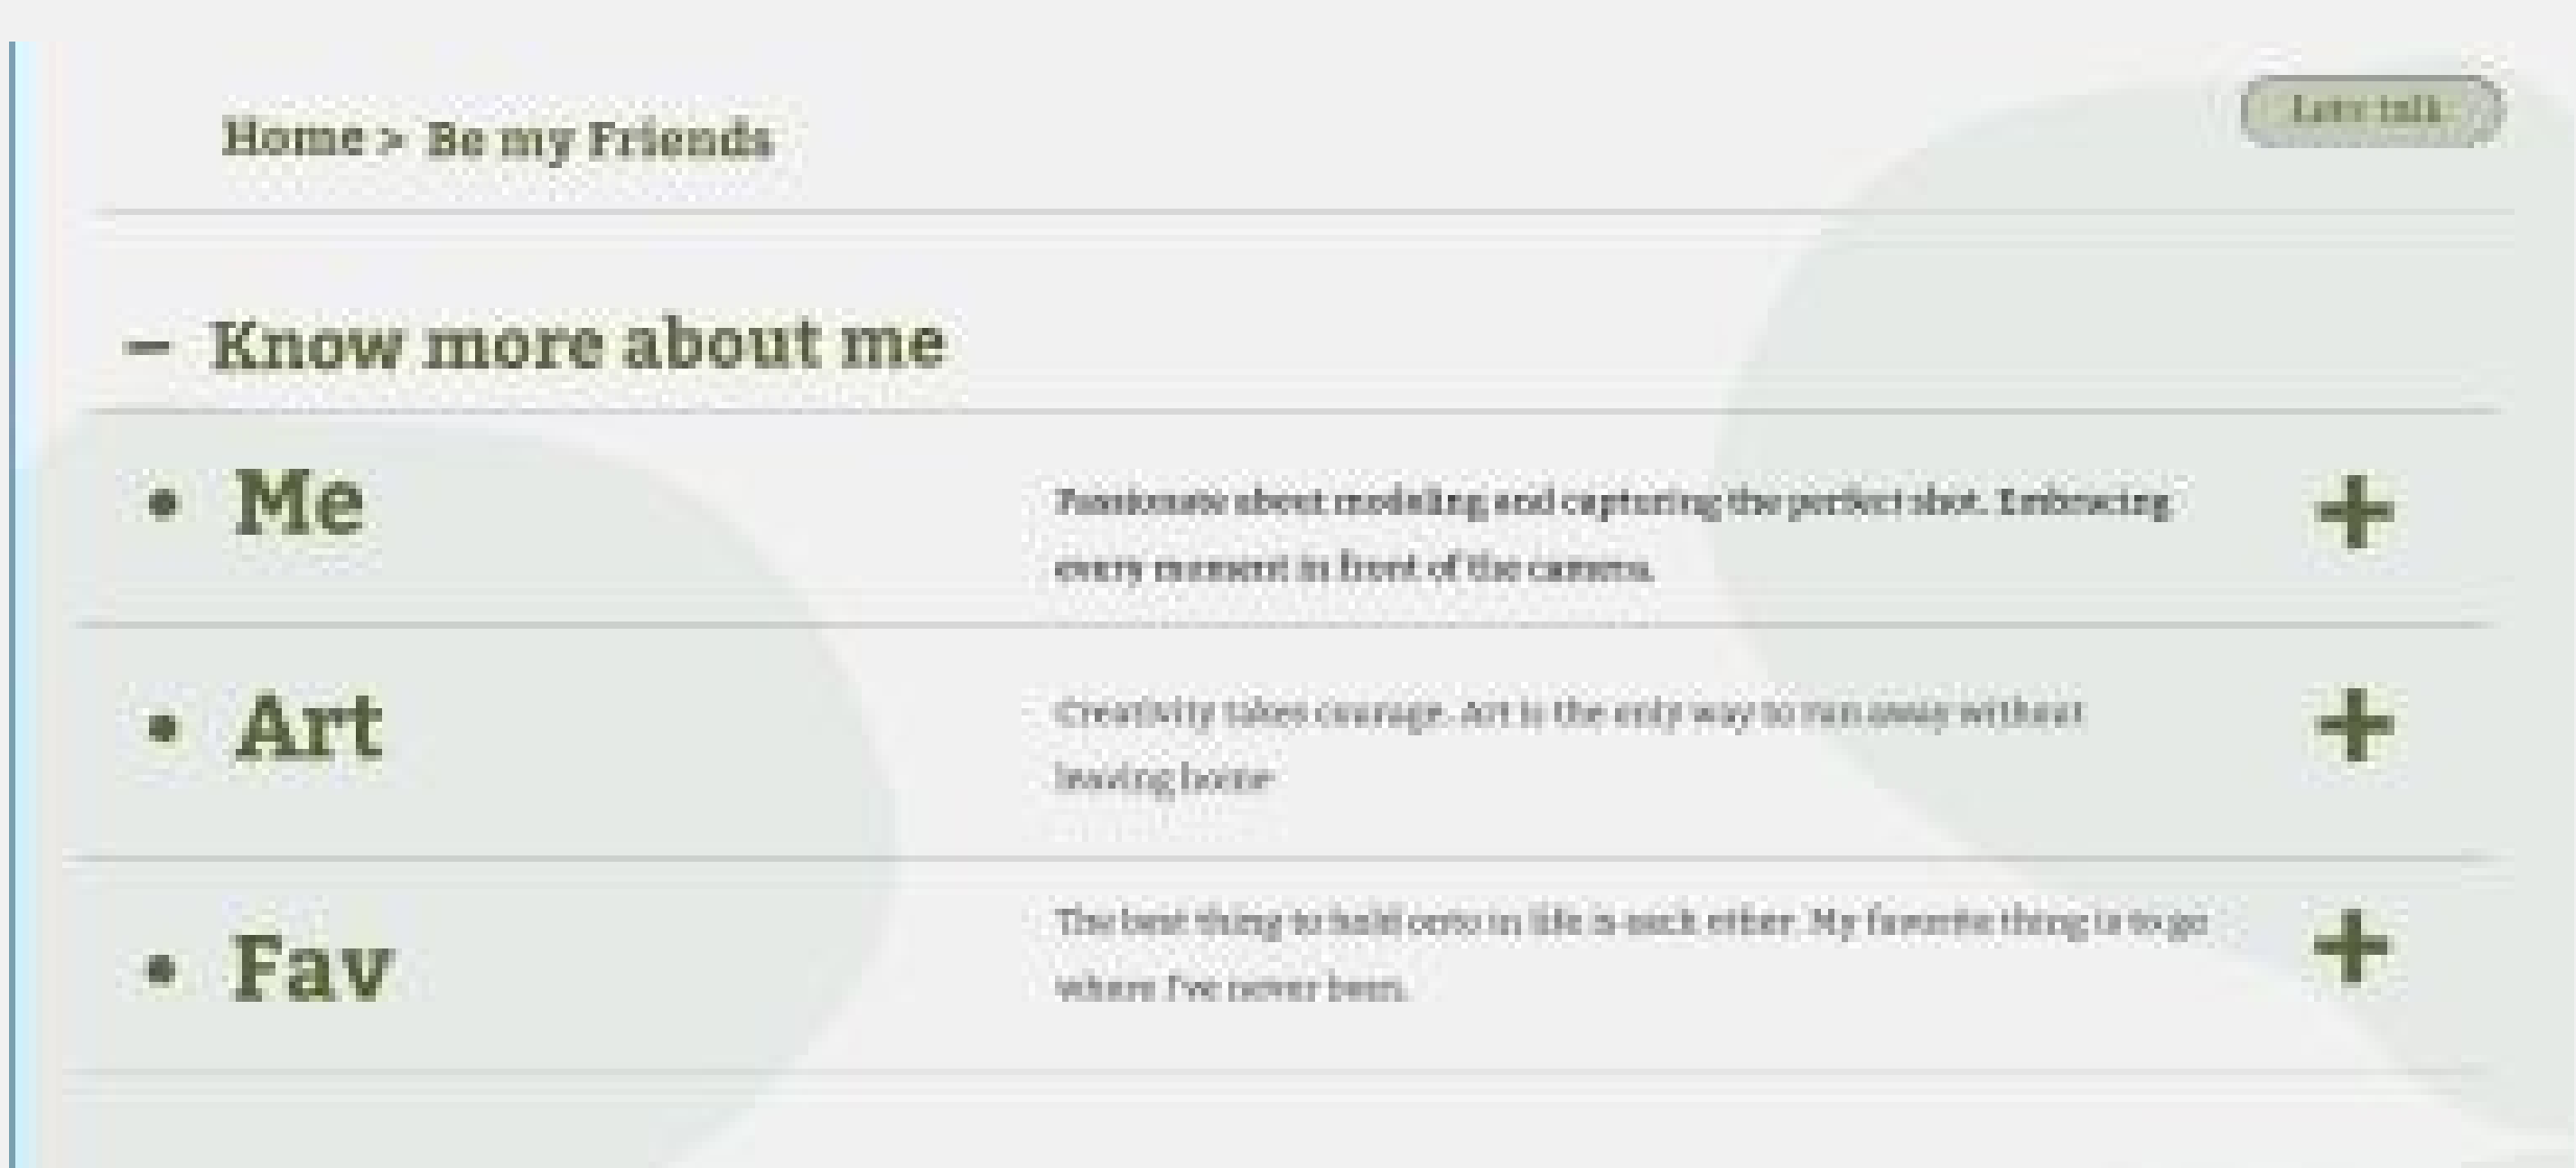 Home > Be my Friends
Lets talk
– Know more about me
• Me
Passionate about modeling and capturing the perfect shot. Embracing
every moment in front of the camera.
+
• Art
Creativity takes courage. Art is the only way to run away without
leaving home
+
• Fav
The best thing to hold onto in life is each other. My favorite thing is to go
where I've never been.
+